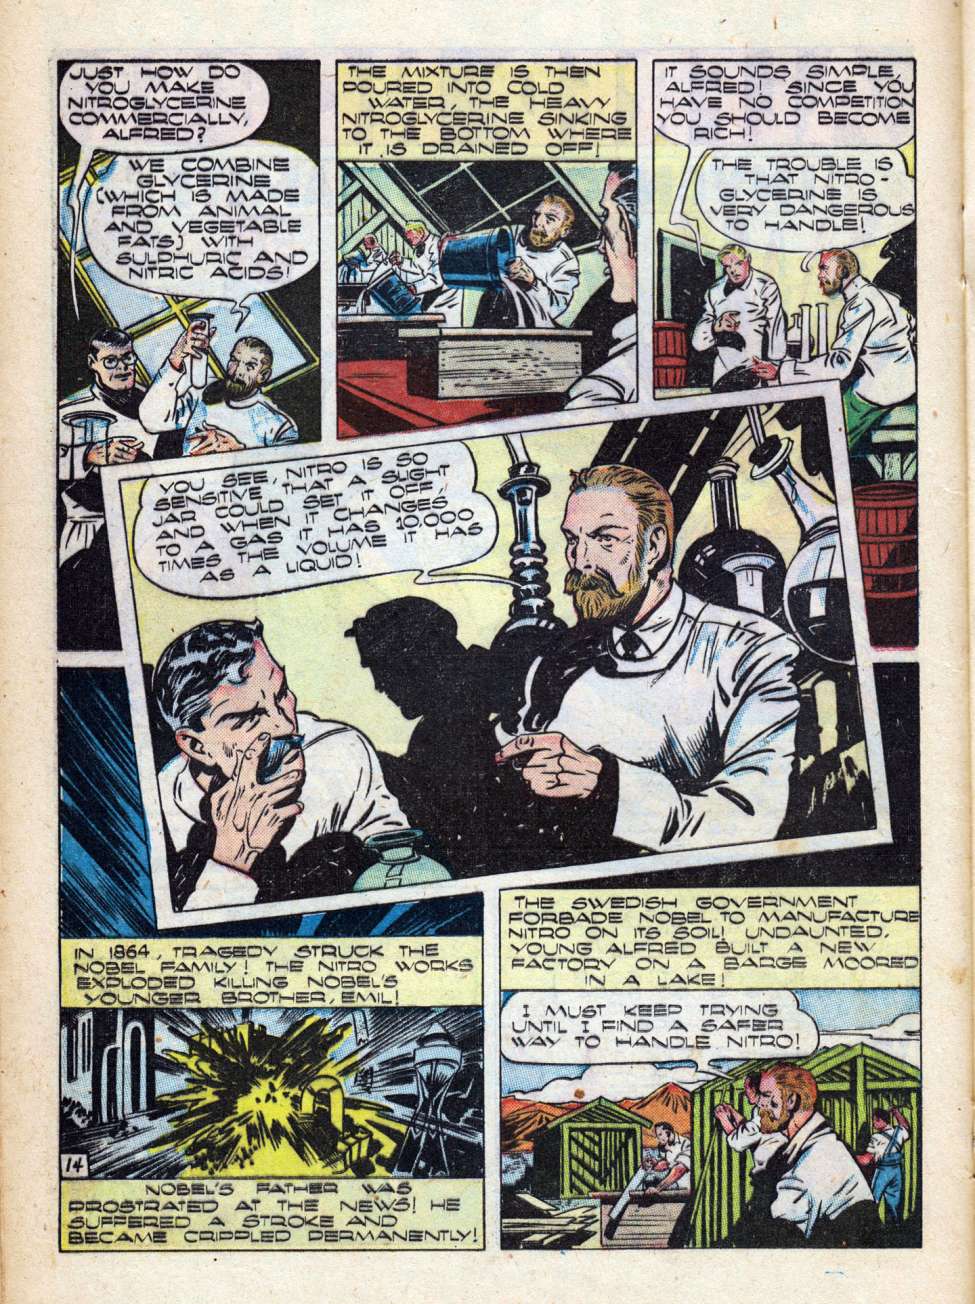 JUST HOW DO
YOU MAKE
NITROGLYCERINE
COMMERCIALLY,
ALFRED?
WE COMBINE
GLYCERINE
(WHICH IS MADE
FROM ANIMAL
AND VEGETABLE
FATS) WITH
SULPHURIC AND
NITRIC ACIDS!
THE MIXTURE IS THEN
POURED INTO COLD
WATER, THE HEAVY
NITROGLYCERINE SINKING
TO THE BOTTOM WHERE
IT IS DRAINED OFF!
IT SOUNDS SIMPLE,
ALFRED! SINCE YOU
HAVE NO COMPETITION
YOU SHOULD BECOME
RICH!
THE TROUBLE IS
THAT NITRO-
GLYCERINE IS
VERY DANGEROUS
TO HANDLE!
YOU SEE, NITRO IS SO
SENSITIVE, THAT A SLIGHT
JAR COULD SET IT OFF,
AND WHEN IT CHANGES
TO A GAS IT HAS 10,000
TIMES THE VOLUME IT HAS
AS A LIQUID!
IN 1864, TRAGEDY STRUCK THE
NOBEL FAMILY! THE NITRO WORKS
EXPLODED KILLING NOBEL'S
YOUNGER BROTHER, EMIL!
14
NOBEL'S FATHER WAS
PROSTRATED AT THE NEWS! HE
SUFFERED A STROKE AND
BECAME CRIPPLED PERMANENTLY!
THE SWEDISH GOVERNMENT
FORBADE NOBEL TO MANUFACTURE
NITRO ON ITS SOIL! UNDAUNTED,
YOUNG ALFRED BUILT A NEW
FACTORY ON A BARGE MOORED
IN A LAKE!
I MUST KEEP TRYING
UNTIL I FIND A SAFER
WAY TO HANDLE NITRO!